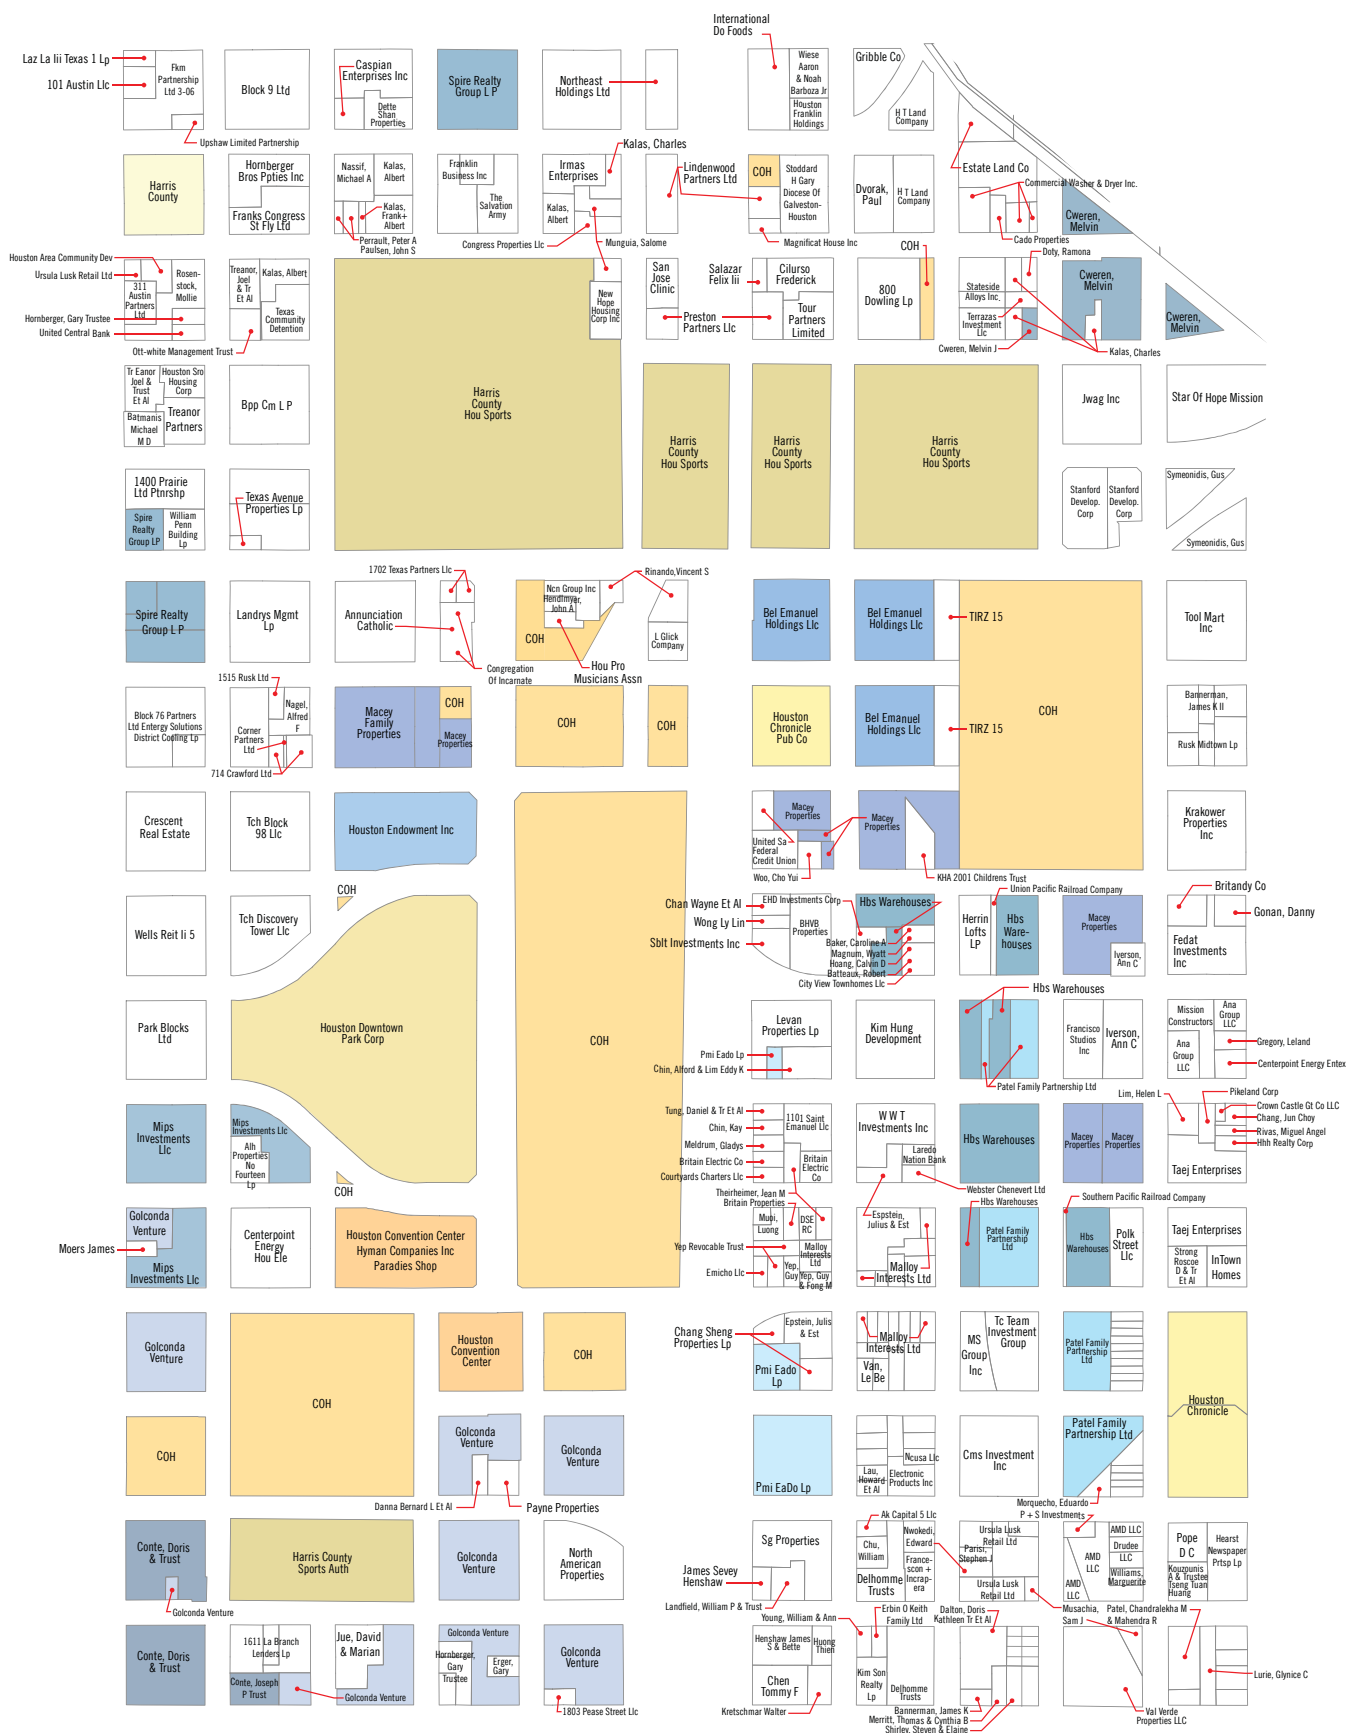 International
Do Foods
Laz La Iii Texas 1 Lp
101 Austin Llc
Fkm
Partnership
Ltd 3-06
Upshaw Limited Partnership
Block 9 Ltd
Caspian
Enterprises Inc
Dette
Shan
Properties
Spire Realty
Group L P
Northeast
Holdings Ltd
Wiese
Aaron
& Noah
Barboza Jr
Houston
Franklin
Holdings
Gribble Co
H T Land
Company
Harris
County
Hornberger
Bros Ppties Inc
Franks Congress
St Fly Ltd
Nassif,
Michael A
Kalas,
Albert
Kalas,
Frank+
Albert
Perrault, Peter A
Paulsen, John S
Franklin
Business Inc
The
Salvation
Army
Irmas
Enterprises
Kalas,
Albert
Kalas, Charles
Congress Properties Llc
Munguia, Salome
Lindenwood
Partners Ltd
COH
Stoddard
H Gary
Diocese Of
Galveston-
Houston
Magnificat House Inc
Dvorak,
Paul
H T Land
Company
COH
Estate Land Co
Commercial Washer & Dryer Inc.
Cado Properties
Doty, Ramona
Cweren,
Melvin
Houston Area Community Dev
Ursula Lusk Retail Ltd
311
Austin
Partners
Ltd
Rosen-
stock,
Mollie
Hornberger, Gary Trustee
United Central Bank
Ott-white Management Trust
Treanor,
Joel
& Tr
Et Al
Kalas, Albert
Texas
Community
Detention
New
Hope
Housing
Corp Inc
San
Jose
Clinic
Salazar
Felix Iii
Cilurso
Frederick
Preston
Partners Llc
Tour
Partners
Limited
800
Dowling Lp
Stateside
Alloys Inc.
Terrazas
Investment
Llc
Cweren, Melvin J
Cweren,
Melvin
Kalas, Charles
Cweren,
Melvin
Tr Eanor
Joel &
Trust
Et Al
Houston Sro
Housing
Corp
Batmanis
Michael
M D
Treanor
Partners
Bpp Cm L P
Harris
County
Hou Sports
Harris
County
Hou Sports
Harris
County
Hou Sports
Harris
County
Hou Sports
Jwag Inc
Star Of Hope Mission
1400 Prairie
Ltd Ptnrshp
Spire
Realty
Group LP
William
Penn
Building
Lp
Texas Avenue
Properties Lp
Stanford
Develop.
Corp
Stanford
Develop.
Corp
Symeonidis, Gus
Symeonidis, Gus
Spire Realty
Group L P
Landrys Mgmt
Lp
Annunciation
Catholic
1702 Texas Partners Llc
Congregation
Of Incarnate
Ncn Group Inc
Hendlmyer,
John A
COH
Hou Pro
Musicians Assn
Rinando,Vincent S
L Glick
Company
Bel Emanuel
Holdings Llc
Bel Emanuel
Holdings Llc
TIRZ 15
Tool Mart
Inc
Block 76 Partners
Ltd Entergy Solutions
District Cooling Lp
1515 Rusk Ltd
Corner
Partners
Ltd
Nagel,
Alfred
F
714 Crawford Ltd
Macey
Family
Properties
COH
Macey
Properties
COH
COH
Houston
Chronicle
Pub Co
Bel Emanuel
Holdings Llc
TIRZ 15
COH
Bannerman,
James K II
Rusk Midtown Lp
Crescent
Real Estate
Tch Block
98 Llc
Houston Endowment Inc
Macey
Properties
United Sa
Federal
Credit Union
Woo, Cho Yui
Macey
Properties
KHA 2001 Childrens Trust
Krakower
Properties
Inc
COH
Wells Reit Ii 5
Tch Discovery
Tower Llc
Chan Wayne Et Al
Wong Ly Lin
Sblt Investments Inc
BHVB
Properties
EHD Investments Corp
Hbs Warehouses
Baker, Caroline A
Magnum, Wyatt
Hoang, Calvin D
Batteaux, Robert
City View Townhomes Llc
Union Pacific Railroad Company
Herrin
Lofts
LP
Hbs
Ware-
houses
Macey
Properties
Iverson,
Ann C
Britandy Co
Gonan, Danny
Fedat
Investments
Inc
Park Blocks
Ltd
Houston Downtown
Park Corp
COH
Levan
Properties Lp
Pmi Eado Lp
Chin, Alford & Lim Eddy K
Kim Hung
Development
Hbs Warehouses
Patel Family Partnership Ltd
Francisco
Studios
Inc
Iverson,
Ann C
Mission
Constructors
Ana
Group
LLC
Ana
Group
LLC
Gregory, Leland
Centerpoint Energy Entex
Mips
Investments
Llc
Mips
Investments Llc
Alh
Properties
No
Fourteen
Lp
COH
Tung, Daniel & Tr Et Al
Chin, Kay
Meldrum, Gladys
Britain Electric Co
Courtyards Charters Llc
1101 Saint
Emanuel Llc
Britain
Electric
Co
Theirheimer, Jean M
Britain Properties
W W T
Investments Inc
Laredo
Nation Bank
Webster Chenevert Ltd
Hbs Warehouses
Hbs Warehouses
Macey
Properties
Macey
Properties
Lim, Helen L
Pikeland Corp
Crown Castle Gt Co LLC
Chang, Jun Choy
Rivas, Miguel Angel
Hhh Realty Corp
Taej Enterprises
Southern Pacific Railroad Company
Golconda
Venture
Moers James
Mips
Investments Llc
Centerpoint
Energy
Hou Ele
Houston Convention Center
Hyman Companies Inc
Paradies Shop
Mupi,
Luong
DSE
RC
Yep Revocable Trust
Emicho Llc
Malloy
Interests
Ltd
Yep,
Guy
Yep, Guy
& Fong M
Espstein,
Julius & Est
Malloy
Interests Ltd
Patel Family
Partnership
Ltd
Hbs
Warehouses
Polk
Street
Llc
Taej Enterprises
Strong
Roscoe
D & Tr
Et Al
InTown
Homes
Golconda
Venture
COH
Houston
Convention
Center
COH
Chang Sheng
Properties Lp
Epstein, Julis
& Est
Pmi Eado
Lp
Malloy
Interests Ltd
Van,
Le Be
MS
Group
Inc
Tc Team
Investment
Group
Patel Family
Partnership
Ltd
Houston
Chronicle
COH
Golconda
Venture
Danna Bernard L Et Al
Payne Properties
Golconda
Venture
Pmi EaDo Lp
Lau,
Howard
Et Al
Ncusa Llc
Electronic
Products Inc
Cms Investment
Inc
Patel Family
Partnership Ltd
Morquecho, Eduardo
P + S Investments
Conte, Doris
& Trust
Golconda Venture
Harris County
Sports Auth
Golconda
Venture
North
American
Properties
Sg Properties
James Sevey
Henshaw
Landfield, William P & Trust
Ak Capital 5 Llc
Chu,
William
Nwokedi,
Edward
Delhomme
Trusts
France-
scon +
Incrap-
era
Ursula Lusk
Retail Ltd
Parisi,
Stephen J
Ursula Lusk
Retail Ltd
AMD LLC
AMD
LLC
Drudee
LLC
Williams,
Marguerite
AMD
LLC
Pope
D C
Kouzounis
A & Trustee
Tseng Tuan
Huang
Hearst
Newspaper
Prtsp Lp
Conte, Doris
& Trust
1611 La Branch
Lenders Lp
Conte, Joseph
P Trust
Golconda Venture
Jue, David
& Marian
Golconda Venture
Hornberger,
Gary
Trustee
Erger,
Gary
Golconda
Venture
1803 Pease Street Llc
Henshaw James
S & Bette
Huong
Thien
Chen
Tommy F
Kretschmar Walter
Young, William & Ann
Erbin O Keith
Family Ltd
Kim Son
Realty
Lp
Delhomme
Trusts
Dalton, Doris
Kathleen Tr Et Al
Bannerman, James K
Merritt, Thomas & Cynthia B
Shirley, Steven & Elaine
Musachia,
Sam J
Patel, Chandralekha M
& Mahendra R
Val Verde
Properties LLC
Lurie, Glynice C